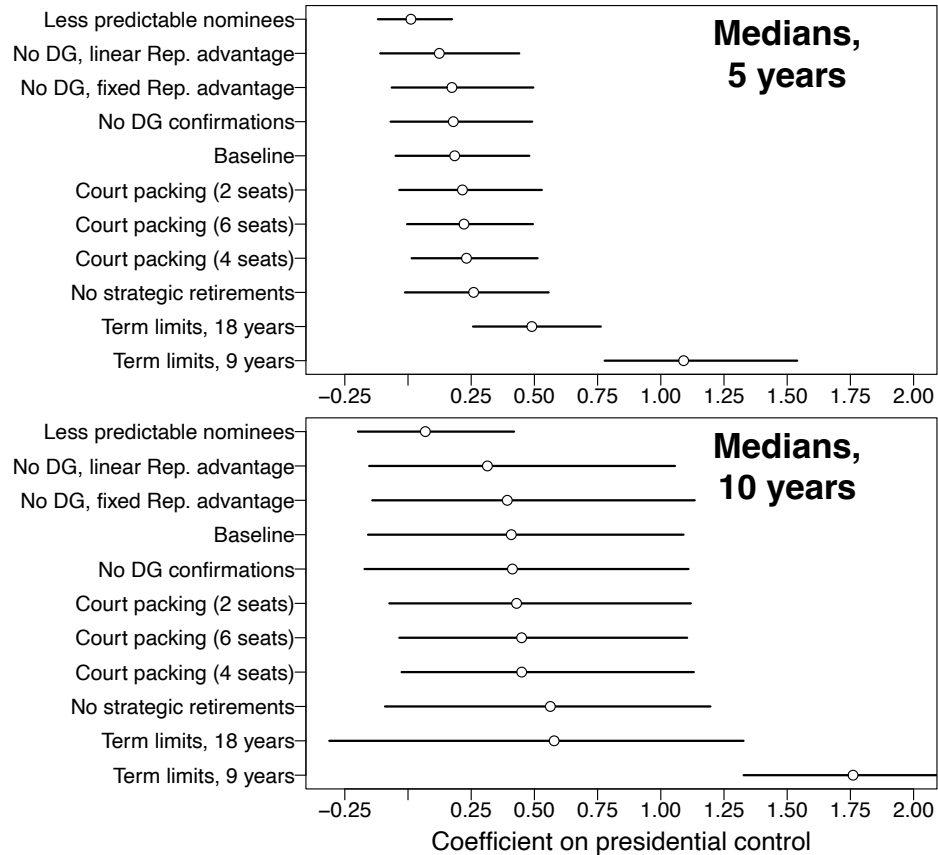 Medians,
5 years
Less predictable nominees
No DG, linear Rep. advantage
No DG, fixed Rep. advantage
No DG confirmations
Baseline
Court packing (2 seats)
Court packing (6 seats)
Court packing (4 seats)
No strategic retirements
Term limits, 18 years
Term limits, 9 years
−0.25 0.25 0.50 0.75 1.00 1.25 1.50 1.75 2.00
Medians,
10 years
Less predictable nominees
No DG, linear Rep. advantage
No DG, fixed Rep. advantage
Baseline
No DG confirmations
Court packing (2 seats)
Court packing (6 seats)
Court packing (4 seats)
No strategic retirements
Term limits, 18 years
Term limits, 9 years
−0.25 0.25 0.50 0.75 1.00 1.25 1.50 1.75 2.00
Coefficient on presidential control